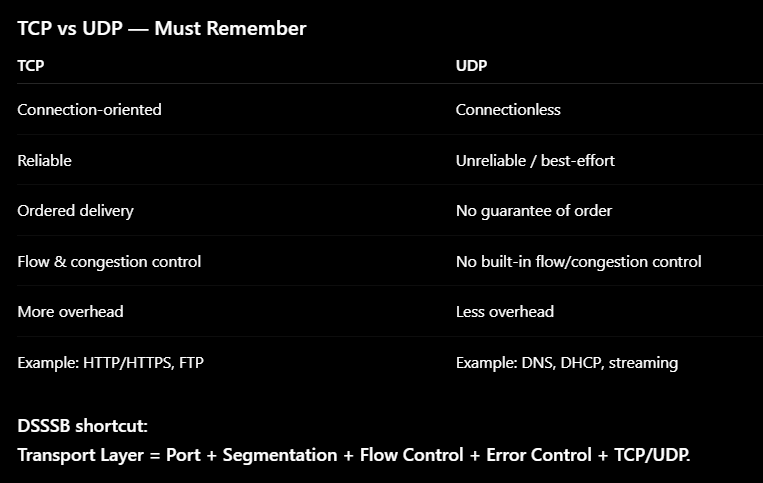 TCP vs UDP — Must Remember
TCP UDP
Connection-oriented Connectionless
Reliable Unreliable / best-effort
Ordered delivery No guarantee of order
Flow & congestion control No built-in flow/congestion control
More overhead Less overhead
Example: HTTP/HTTPS, FTP Example: DNS, DHCP, streaming
DSSSB shortcut:
Transport Layer = Port + Segmentation + Flow Control + Error Control + TCP/UDP.